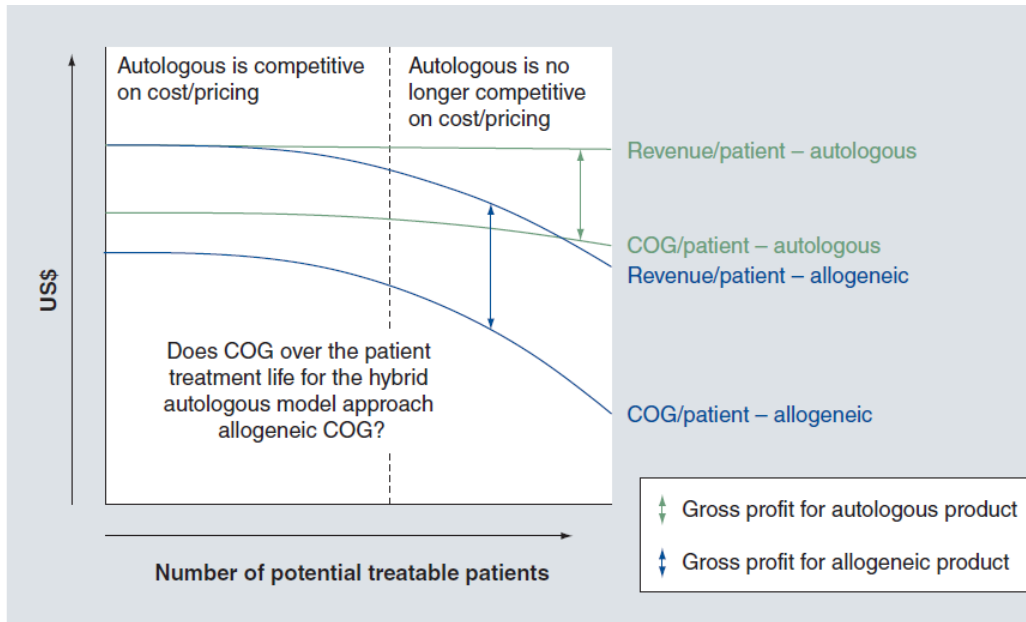 Autologous is competitive
on cost/pricing
Autologous is no
longer competitive
on cost/pricing
Revenue/patient – autologous
COG/patient – autologous
Revenue/patient – allogeneic
US$
Does COG over the patient
treatment life for the hybrid
autologous model approach
allogeneic COG?
COG/patient – allogeneic
Gross profit for autologous product
Gross profit for allogeneic product
Number of potential treatable patients